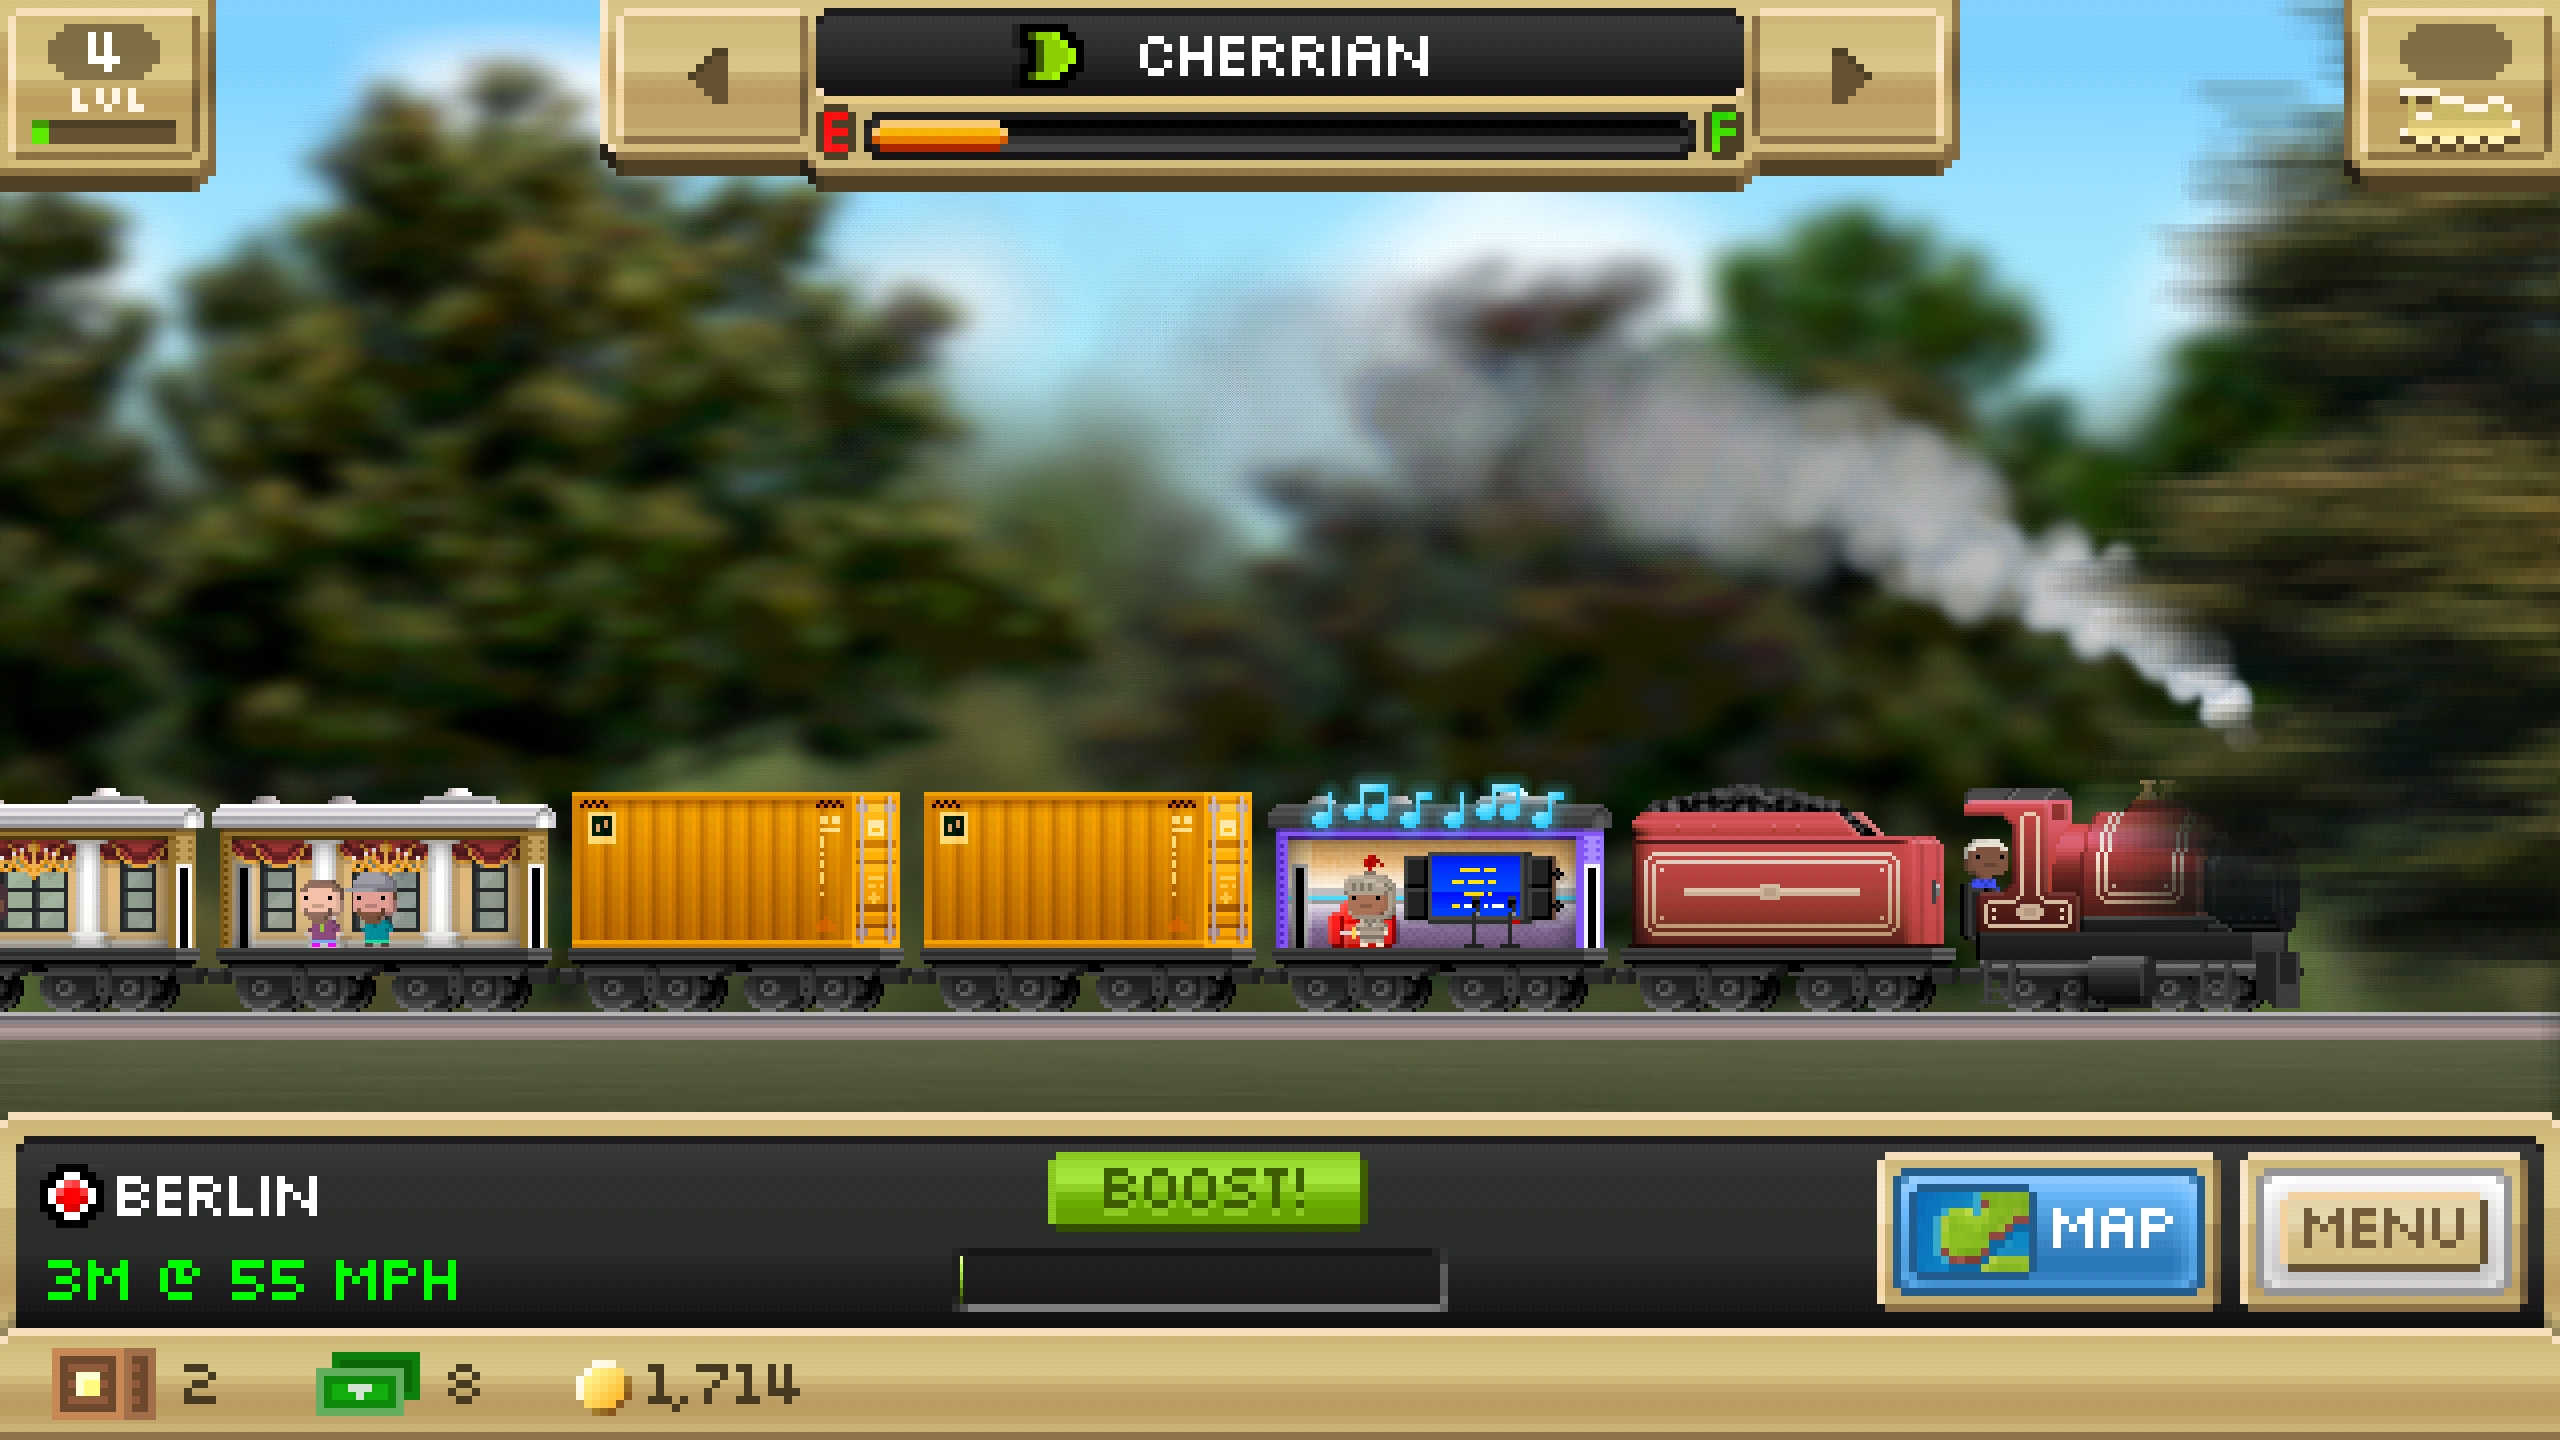 4
LVL
CHERRIAN
E F
BERLIN
3M @ 55 MPH
BOOST!
MAP
MENU
2 8 1,714